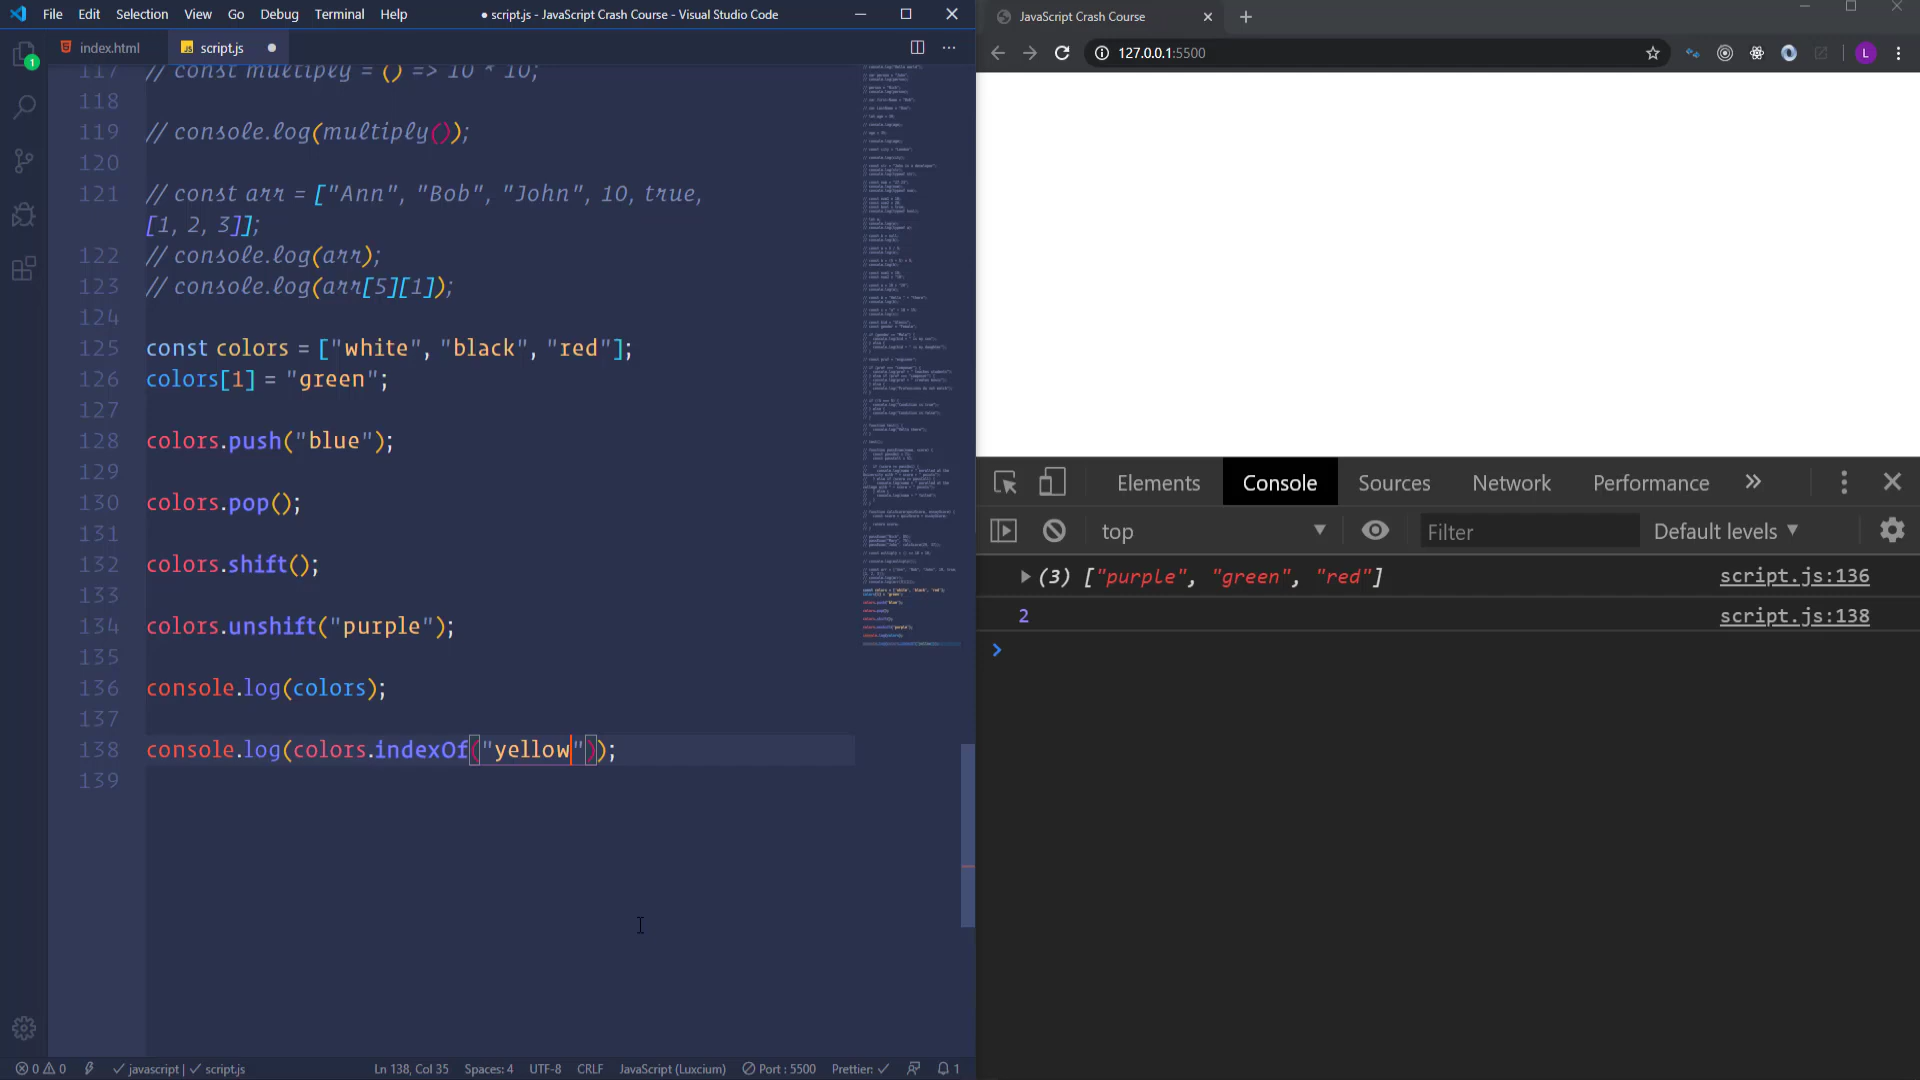 File Edit Selection View Go Debug Terminal Help
● script.js - JavaScript Crash Course - Visual Studio Code
index.html script.js
1
117 // const multiply = () => 10 * 10;
118
119 // console.log(multiply());
120
121 // const arr = ["Ann", "Bob", "John", 10, true,
[1, 2, 3]];
122 // console.log(arr);
123 // console.log(arr[5][1]);
124
125 const colors = ["white", "black", "red"];
126 colors[1] = "green";
127
128 colors.push("blue");
129
130 colors.pop();
131
132 colors.shift();
133
134 colors.unshift("purple");
135
136 console.log(colors);
137
138 console.log(colors.indexOf("yellow"));
139
0 0 javascript | script.js Ln 138, Col 35 Spaces: 4 UTF-8 CRLF JavaScript (Luxcium) Port : 5500 Prettier: 1
JavaScript Crash Course
127.0.0.1:5500
L
Elements Console Sources Network Performance »
top Filter Default levels
(3) ["purple", "green", "red"] script.js:136
2 script.js:138